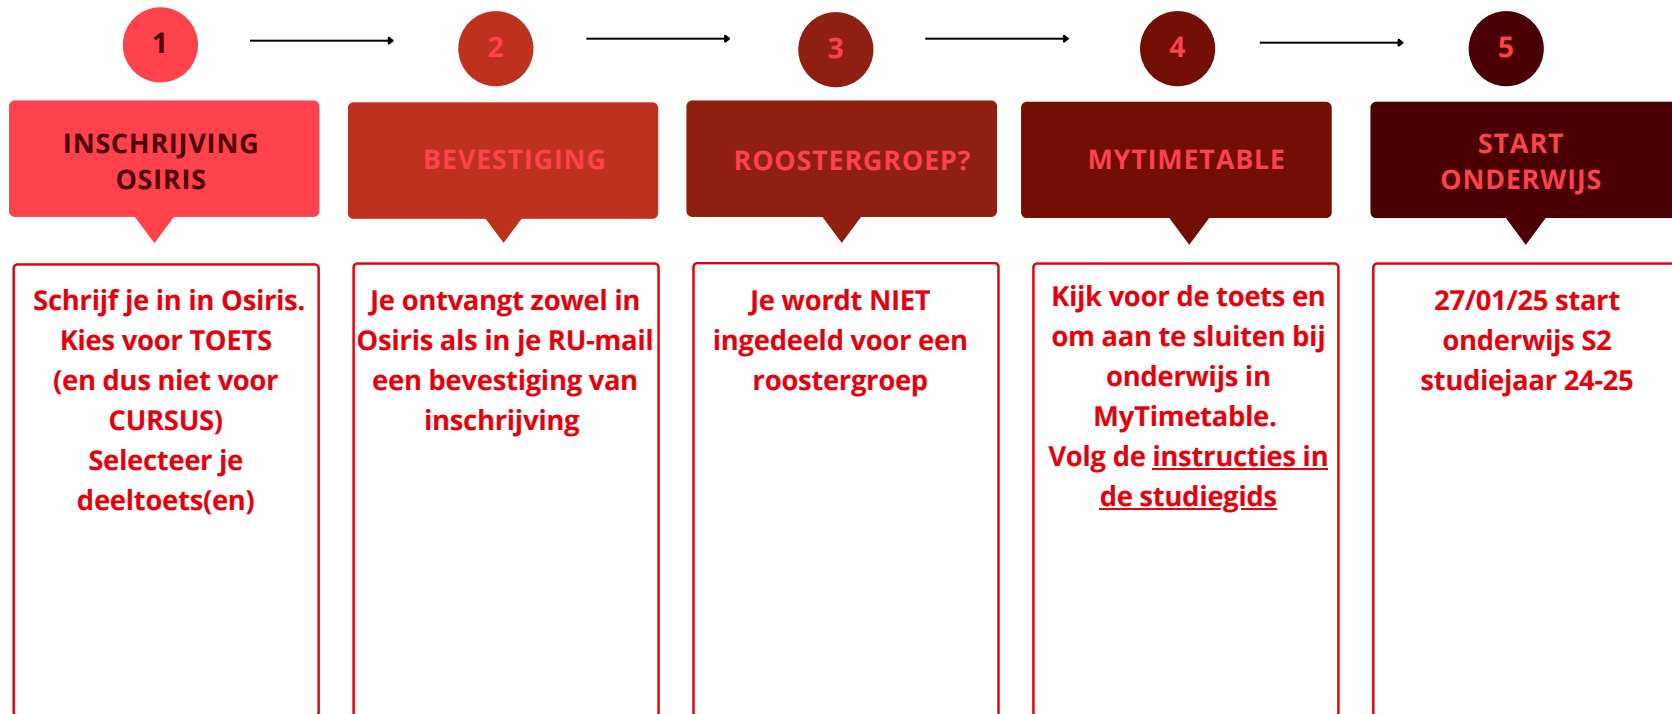 1
2
3
4
5
INSCHRIJVING
OSIRIS
BEVESTIGING
ROOSTERGROEP?
MYTIMETABLE
START
ONDERWIJS
Schrijf je in in Osiris.
Kies voor TOETS
(en dus niet voor
CURSUS)
Selecteer je
deeltoets(en)
Je ontvangt zowel in
Osiris als in je RU-mail
een bevestiging van
inschrijving
Je wordt NIET
ingedeeld voor een
roostergroep
Kijk voor de toets en
om aan te sluiten bij
onderwijs in
MyTimetable.
Volg de instructies in
de studiegids
27/01/25 start
onderwijs S2
studiejaar 24-25